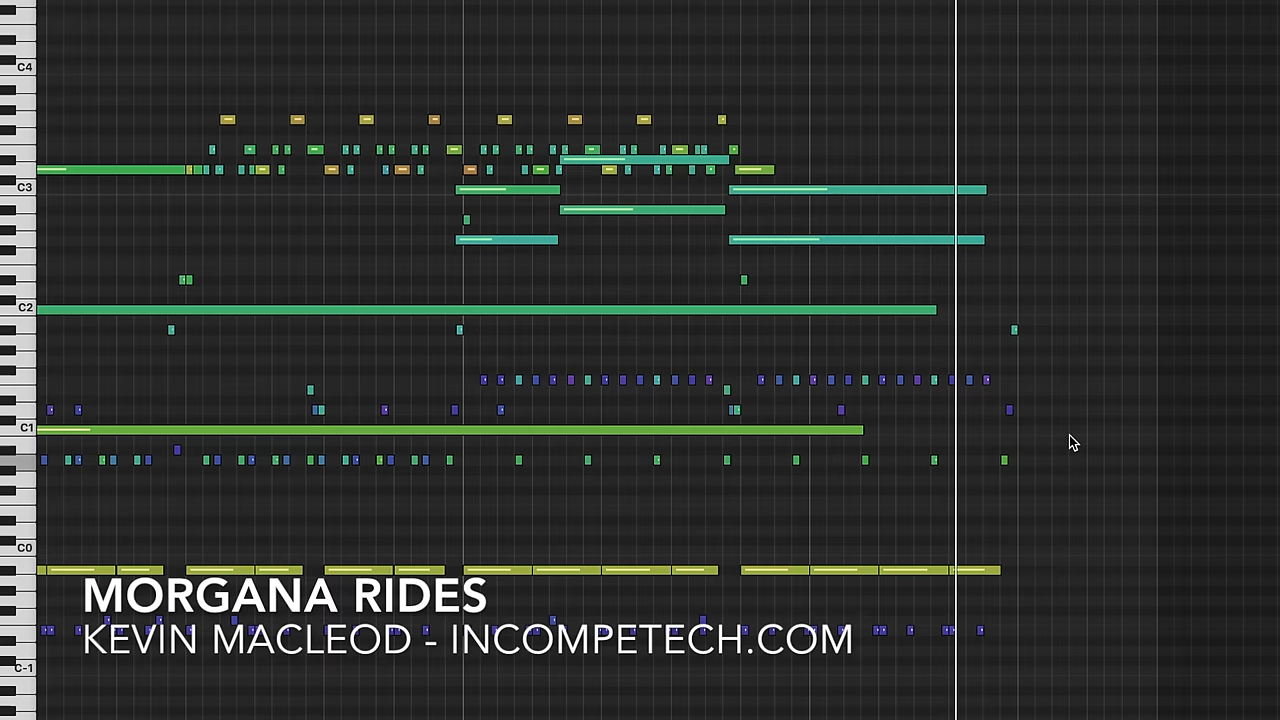 C4
C3
C2
C1
C0
MORGANA RIDES
KEVIN MACLEOD - INCOMPETECH.COM
C-1